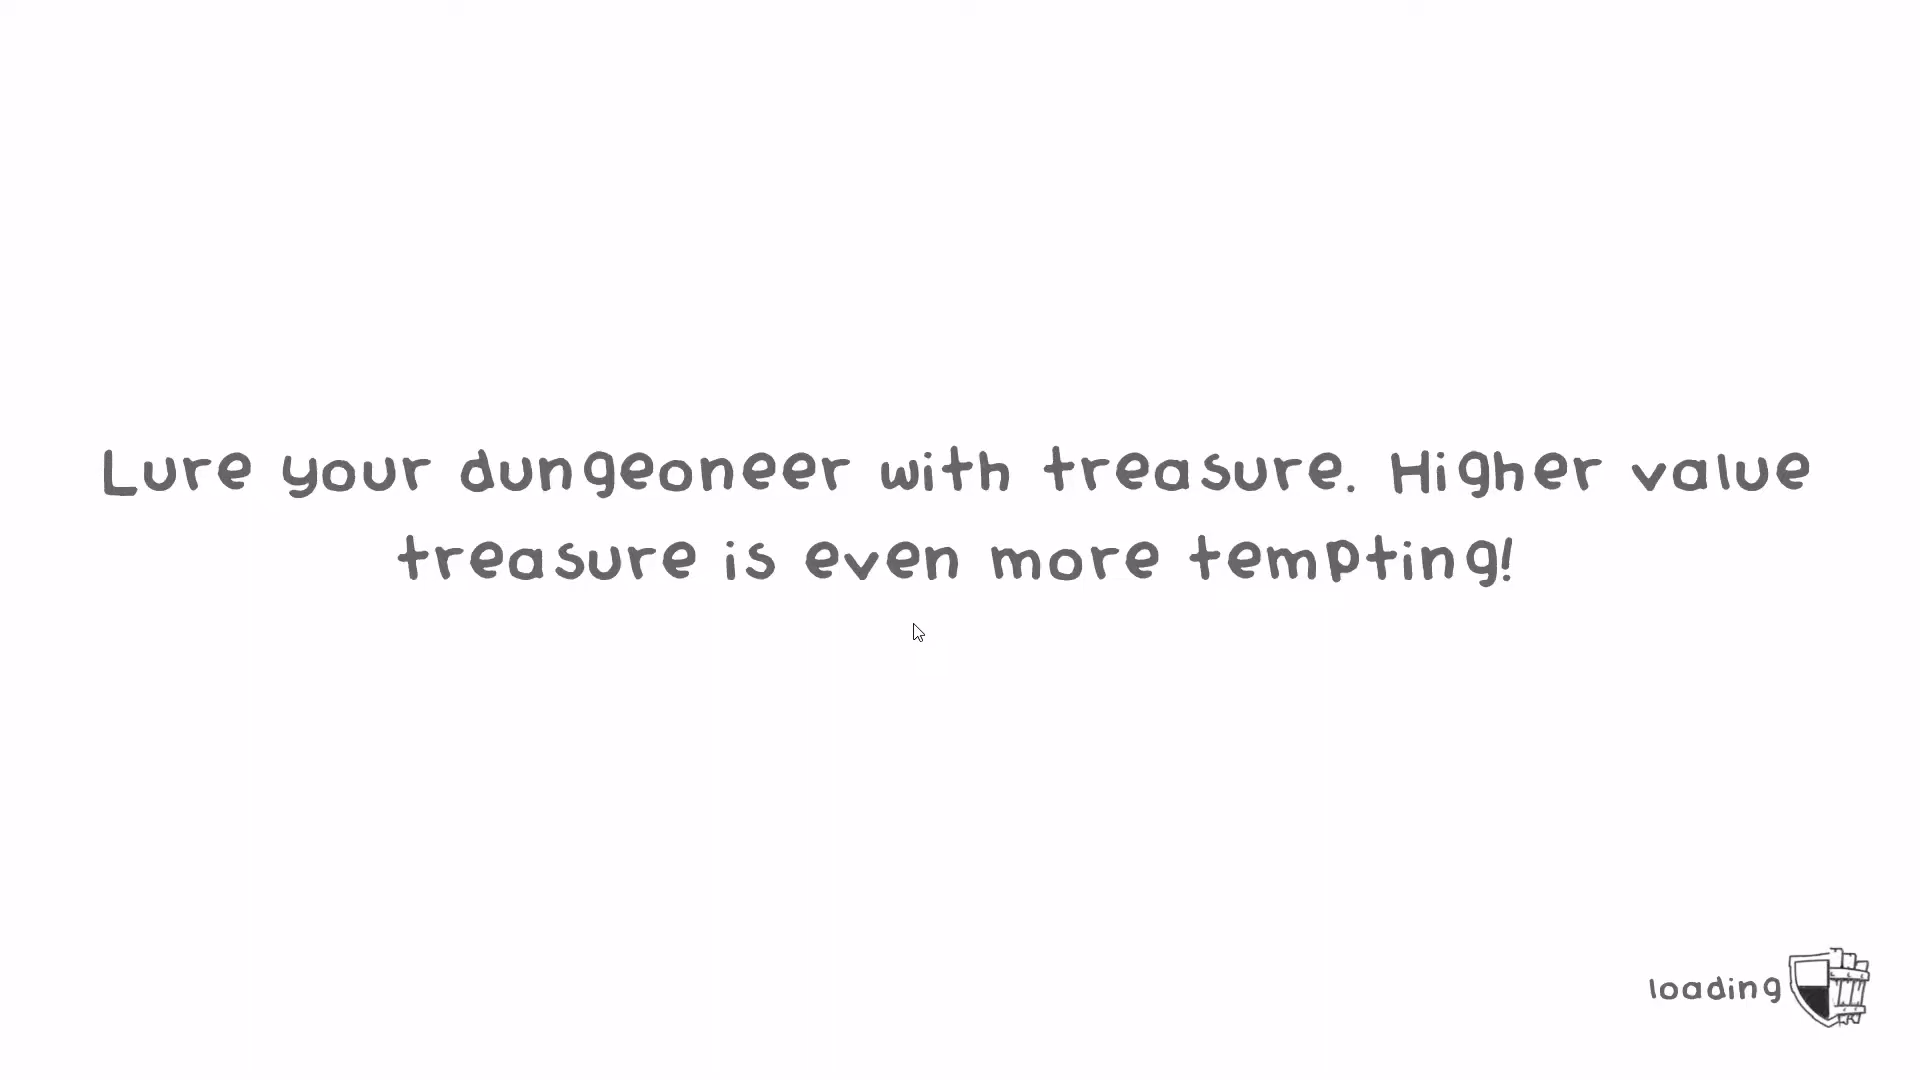 Lure your dungeoneer with treasure. Higher value
treasure is even more tempting!
loading